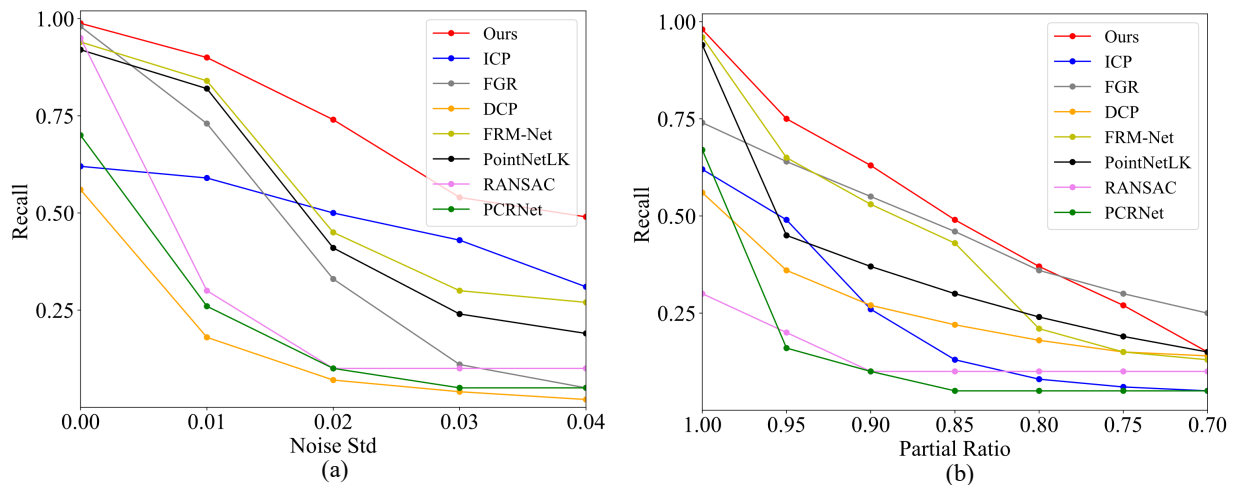 1.00
0.75
0.50
0.25
Recall
0.00 0.01 0.02 0.03 0.04
Noise Std
(a)
Ours
ICP
FGR
DCP
FRM-Net
PointNetLK
RANSAC
PCRNet
1.00
0.75
0.50
0.25
Recall
1.00 0.95 0.90 0.85 0.80 0.75 0.70
Partial Ratio
(b)
Ours
ICP
FGR
DCP
FRM-Net
PointNetLK
RANSAC
PCRNet